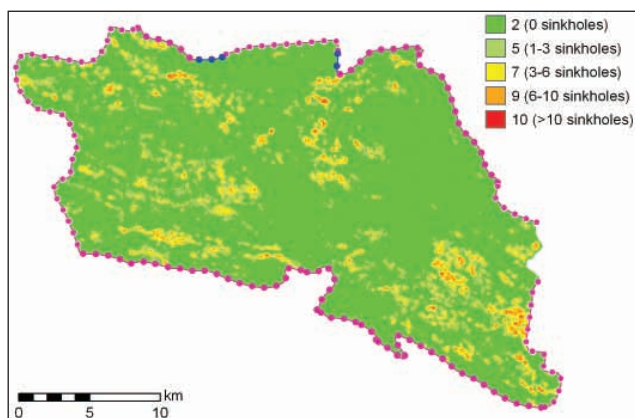 2 (0 sinkholes)
5 (1-3 sinkholes)
7 (3-6 sinkholes)
9 (6-10 sinkholes)
10 (>10 sinkholes)
km
0 5 10